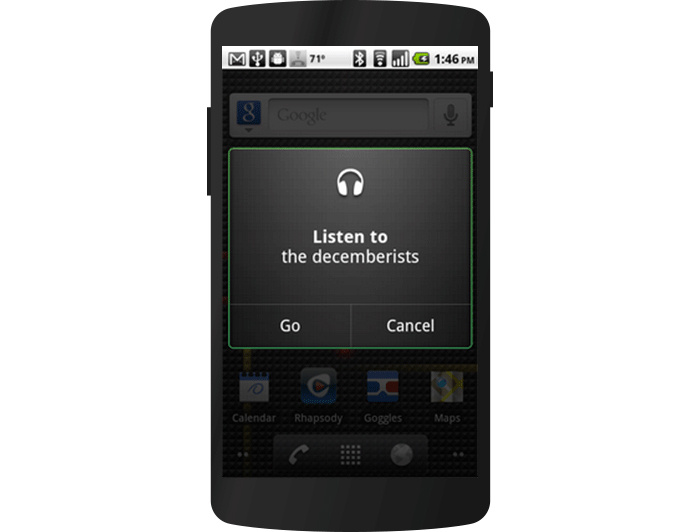 71°
1:46 PM
Google
Listen to
the decemberists
Go
Cancel
Calendar
Rhapsody
Goggles
Maps